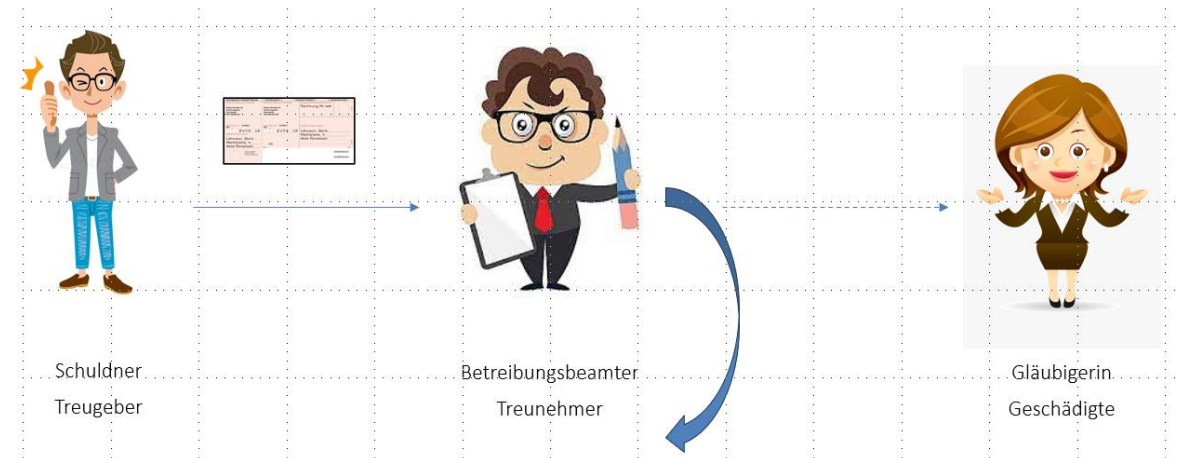 Schuldner
Treugeber
Betreibungsbeamter
Treunehmer
Gläubigerin
Geschädigte